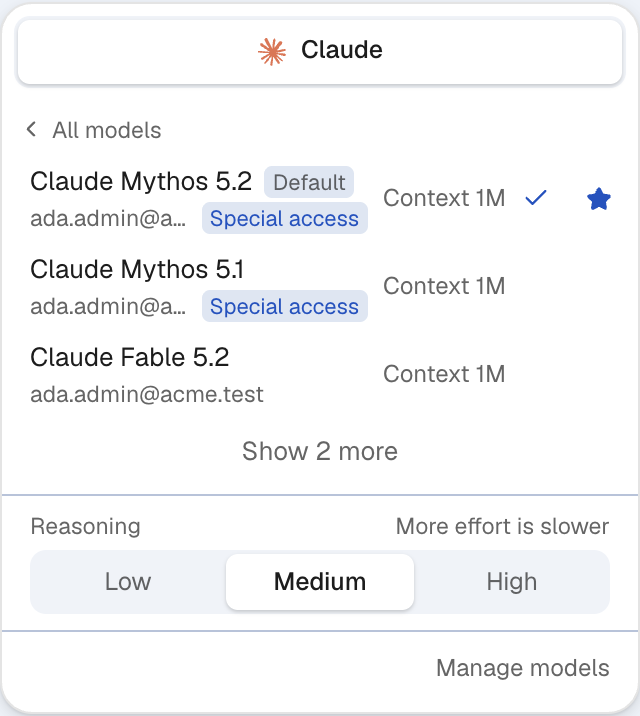 Claude
All models
Claude Mythos 5.2 Default
ada.admin@a... Special access
Context 1M
Claude Mythos 5.1
ada.admin@a... Special access
Context 1M
Claude Fable 5.2
ada.admin@acme.test
Context 1M
Show 2 more
Reasoning More effort is slower
Low Medium High
Manage models